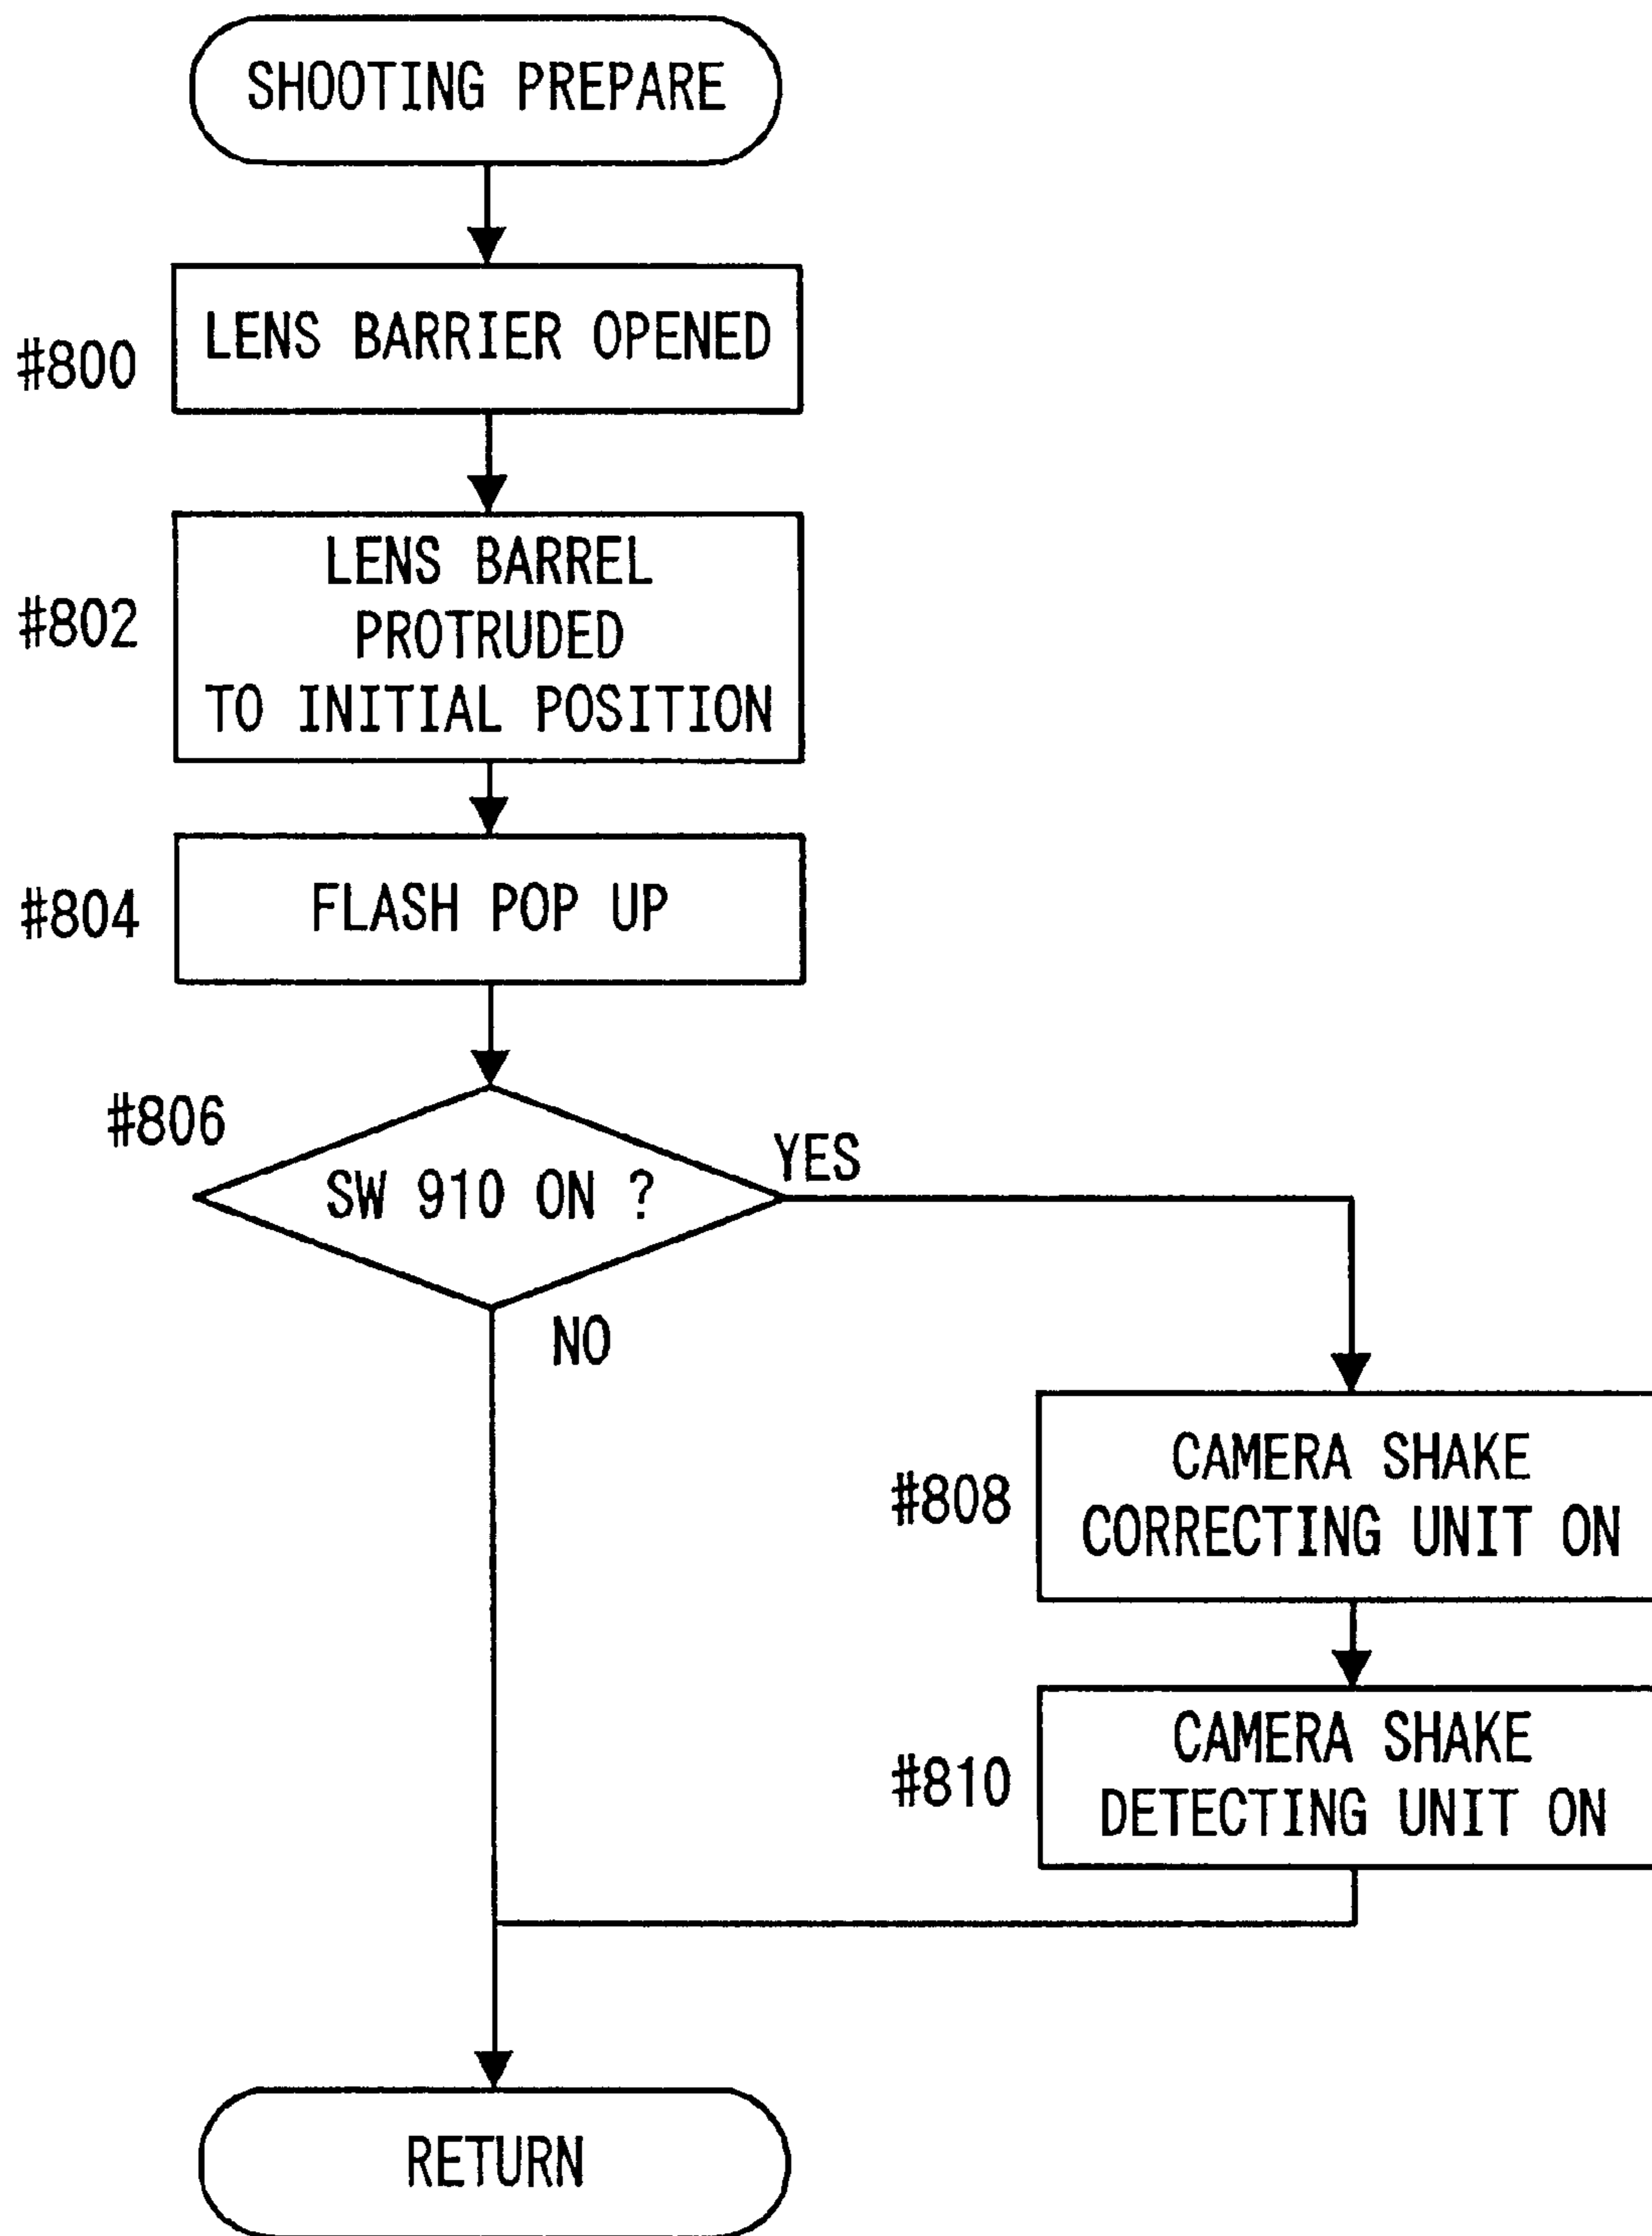 SHOOTING PREPARE
#800
LENS BARRIER OPENED
#802
LENS BARREL
PROTRUDED
TO INITIAL POSITION
#804
FLASH POP UP
#806
SW 910 ON ?
YES
NO
#808
CAMERA SHAKE
CORRECTING UNIT ON
#810
CAMERA SHAKE
DETECTING UNIT ON
RETURN